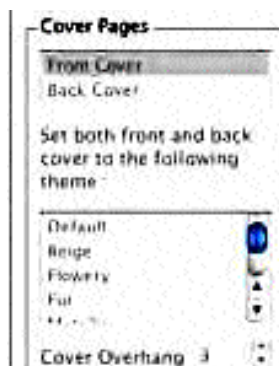 Cover Pages
Front Cover
Back Cover
Set both front and back
cover to the following
theme
Default
Beige
Flowery
Fur
Cover Overhang 3